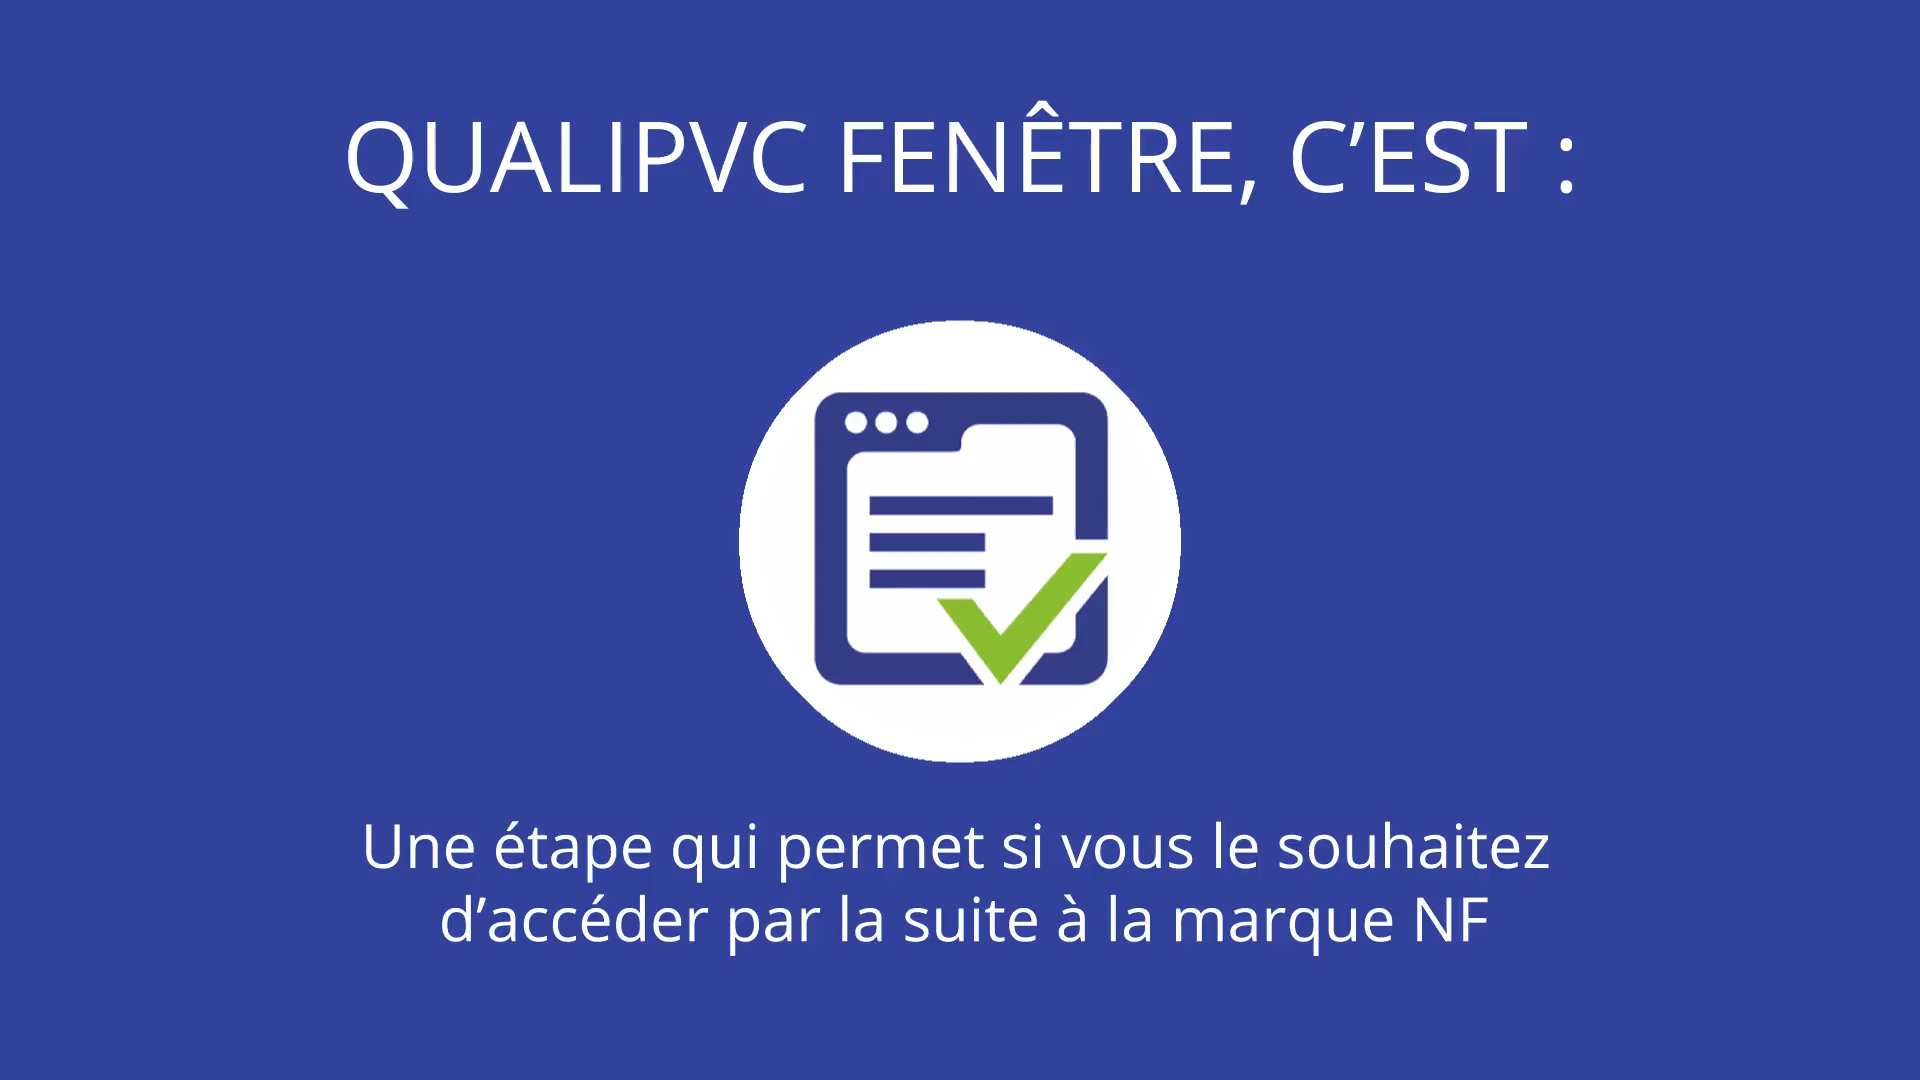 QUALIPVC FENÊTRE, C’EST :
Une étape qui permet si vous le souhaitez
d’accéder par la suite à la marque NF